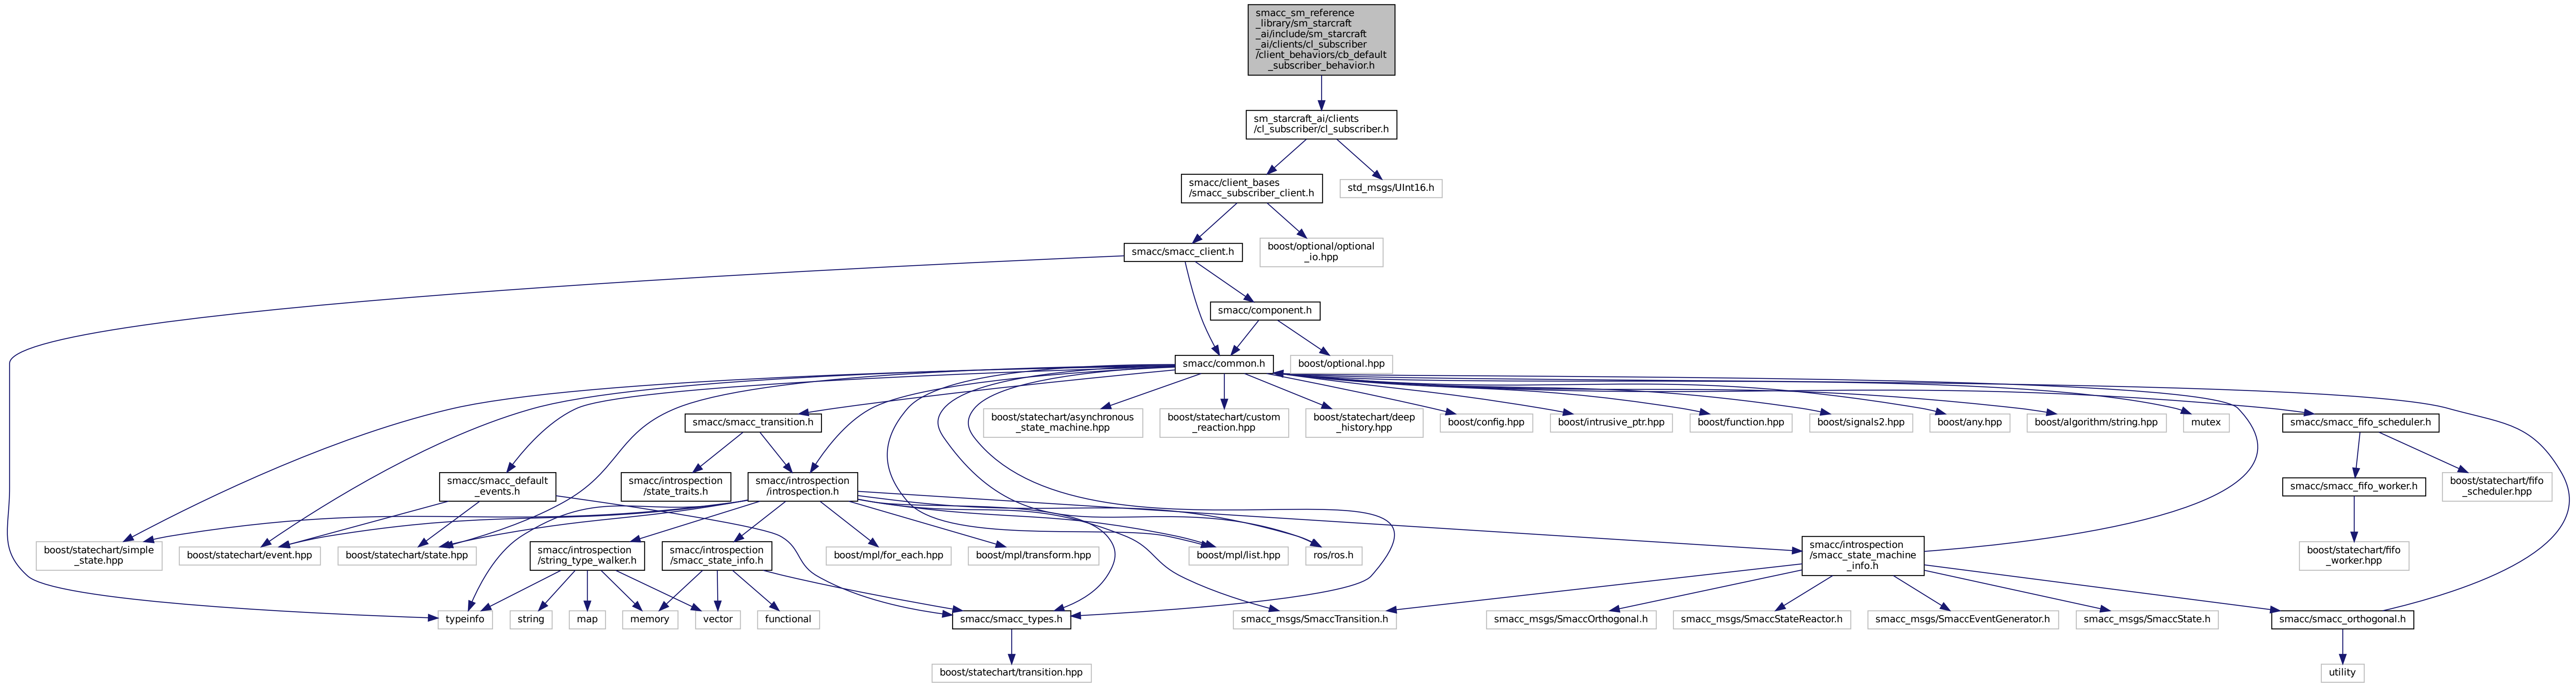 smacc_sm_reference
_library/sm_starcraft
_ai/include/sm_starcraft
_ai/clients/cl_subscriber
/client_behaviors/cb_default
_subscriber_behavior.h
sm_starcraft_ai/clients
/cl_subscriber/cl_subscriber.h
smacc/client_bases
/smacc_subscriber_client.h
std_msgs/UInt16.h
smacc/smacc_client.h
boost/optional/optional
_io.hpp
smacc/component.h
smacc/common.h
boost/optional.hpp
smacc/smacc_transition.h
boost/statechart/asynchronous
_state_machine.hpp
boost/statechart/custom
_reaction.hpp
boost/statechart/deep
_history.hpp
boost/config.hpp
boost/intrusive_ptr.hpp
boost/function.hpp
boost/signals2.hpp
boost/any.hpp
boost/algorithm/string.hpp
mutex
smacc/smacc_fifo_scheduler.h
smacc/smacc_default
_events.h
smacc/introspection
/state_traits.h
smacc/introspection
/introspection.h
smacc/smacc_fifo_worker.h
boost/statechart/fifo
_scheduler.hpp
boost/statechart/simple
_state.hpp
boost/statechart/event.hpp
boost/statechart/state.hpp
smacc/introspection
/string_type_walker.h
smacc/introspection
/smacc_state_info.h
boost/mpl/for_each.hpp
boost/mpl/transform.hpp
boost/mpl/list.hpp
ros/ros.h
smacc/introspection
/smacc_state_machine
_info.h
boost/statechart/fifo
_worker.hpp
typeinfo
string
map
memory
vector
functional
smacc/smacc_types.h
smacc_msgs/SmaccTransition.h
smacc_msgs/SmaccOrthogonal.h
smacc_msgs/SmaccStateReactor.h
smacc_msgs/SmaccEventGenerator.h
smacc_msgs/SmaccState.h
smacc/smacc_orthogonal.h
boost/statechart/transition.hpp
utility